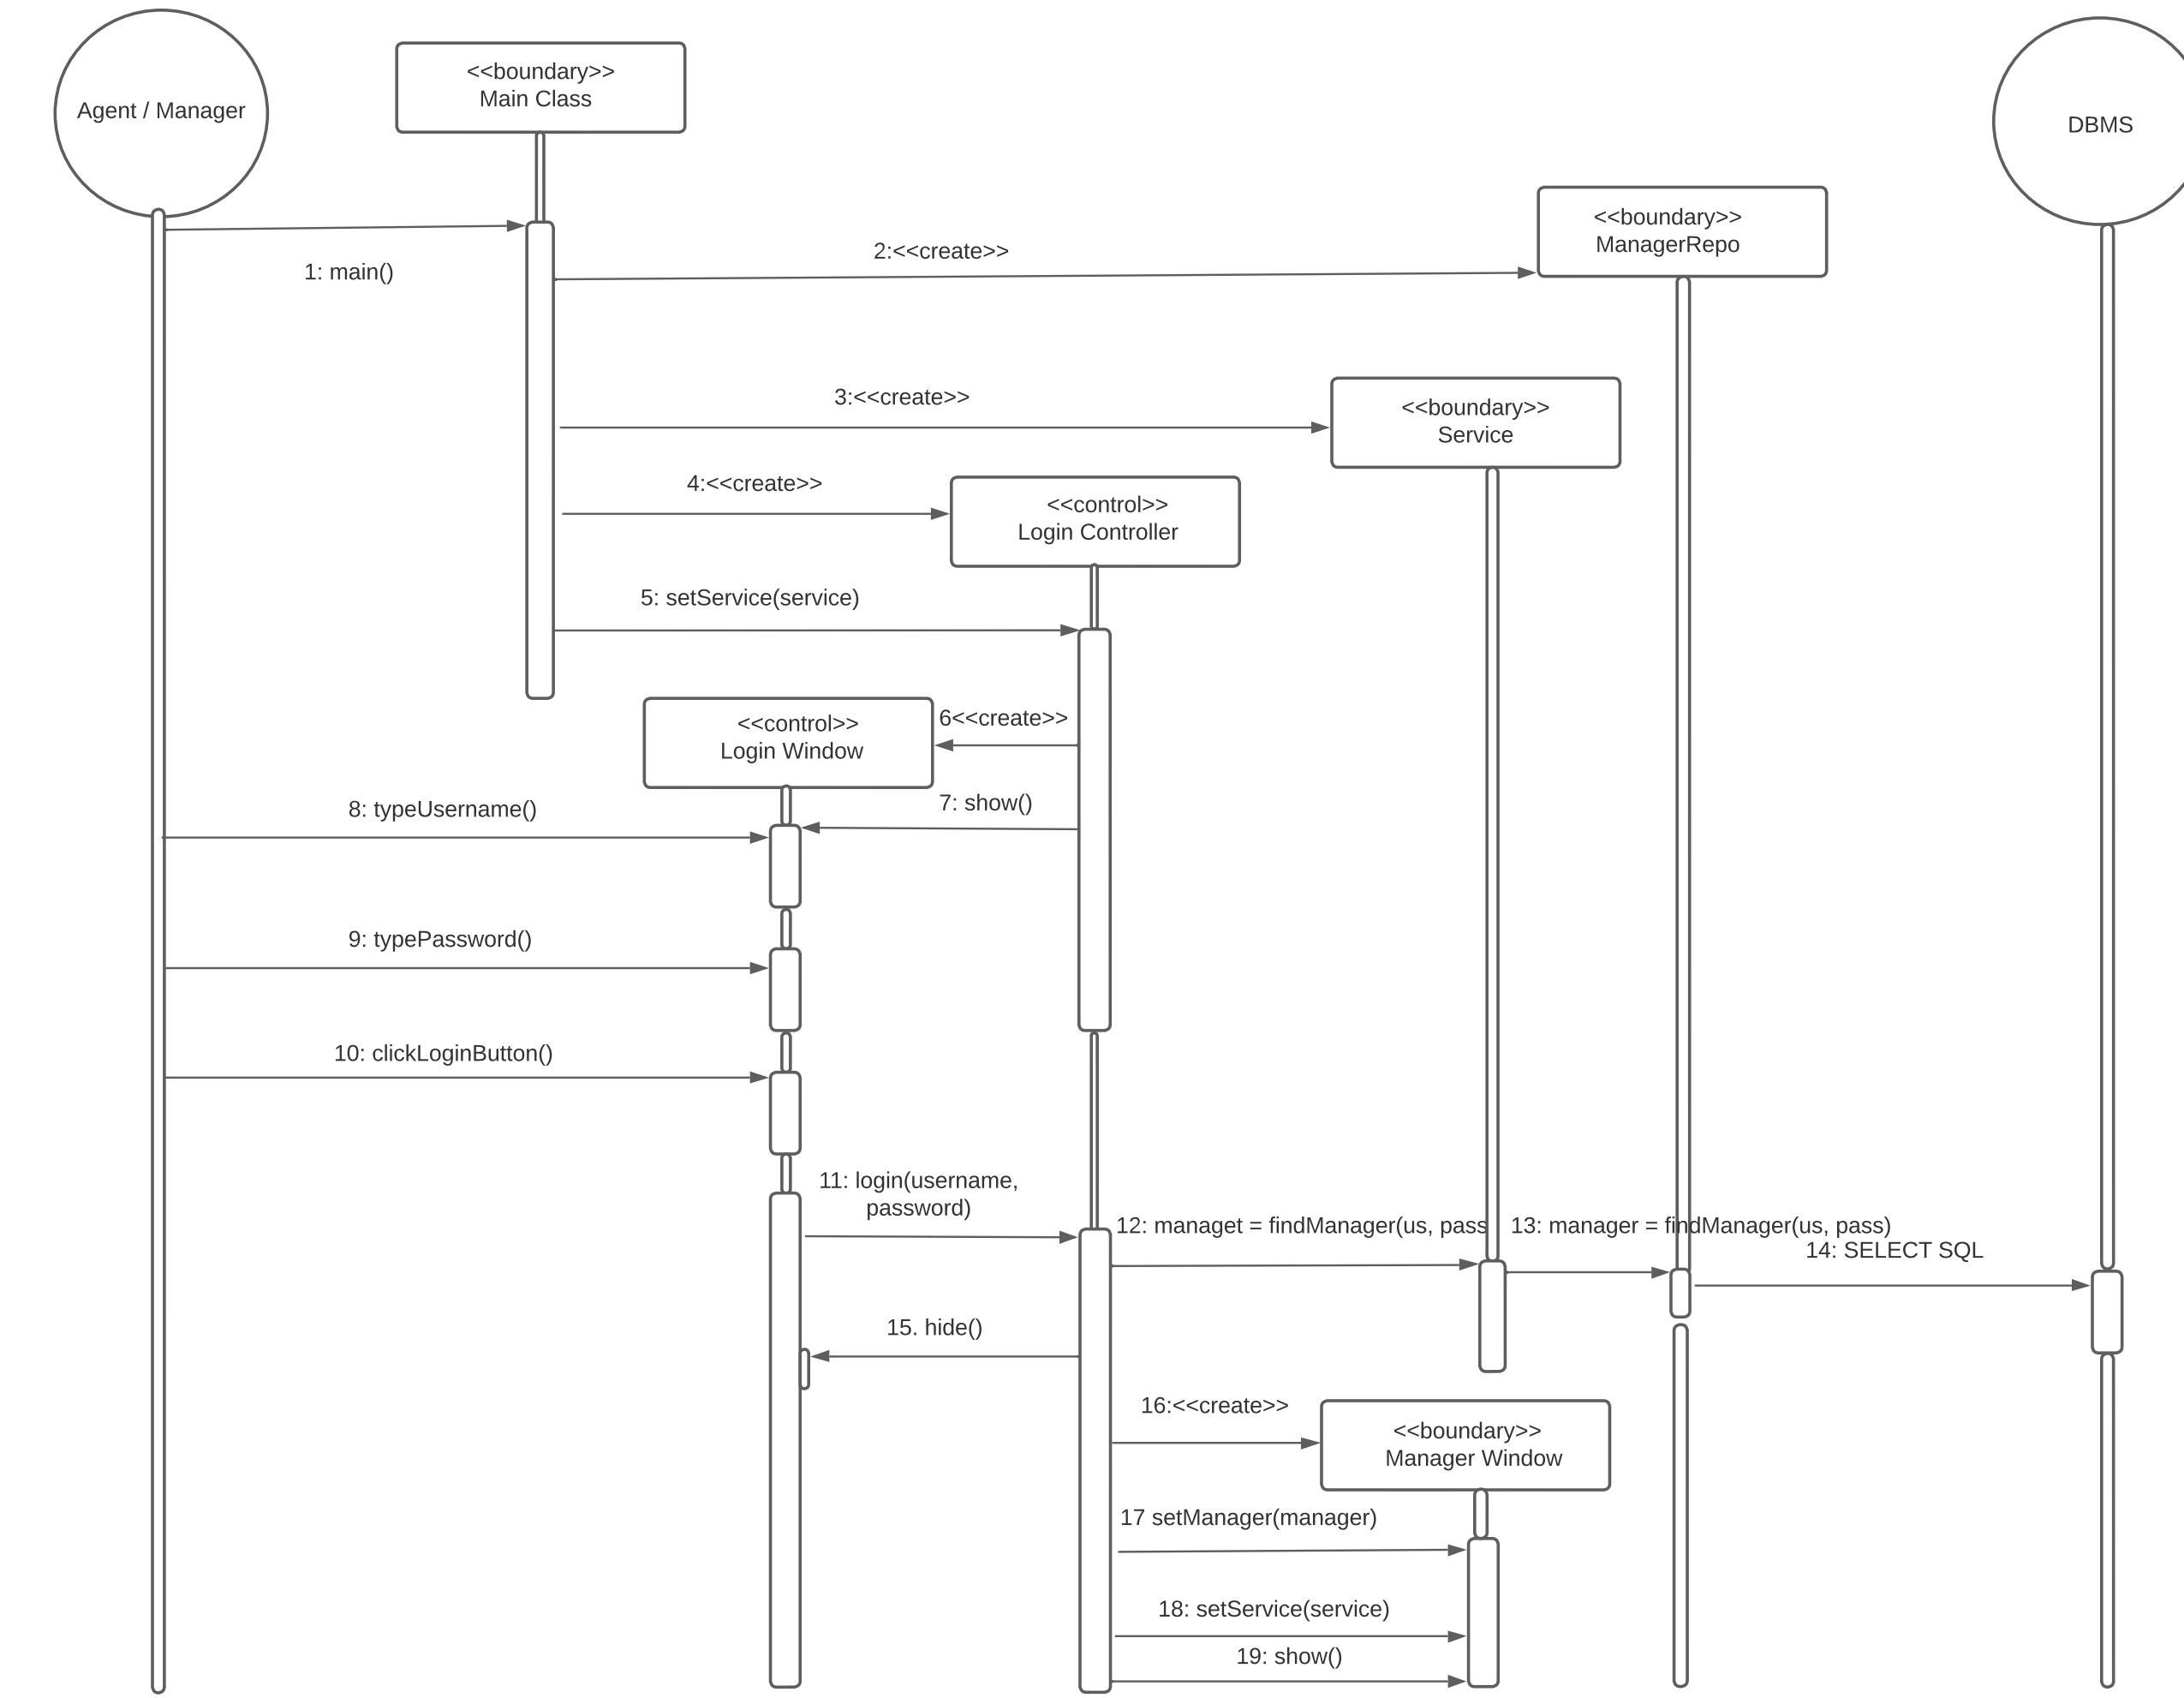 Agent / Manager
<<boundary>>
Main Class
DBMS
<<boundary>>
ManagerRepo
1: main()
2:<<create>>
3:<<create>>
<<boundary>>
Service
4:<<create>>
<<control>>
Login Controller
5: setService(service)
<<control>>
Login Window
6<<create>>
7: show()
8: typeUsername()
9: typePassword()
10: clickLoginButton()
11: login(username,
password)
12: managet = findManager(us, pass
13: manager = findManager(us, pass)
14: SELECT SQL
15. hide()
16:<<create>>
<<boundary>>
Manager Window
17 setManager(manager)
18: setService(service)
19: show()